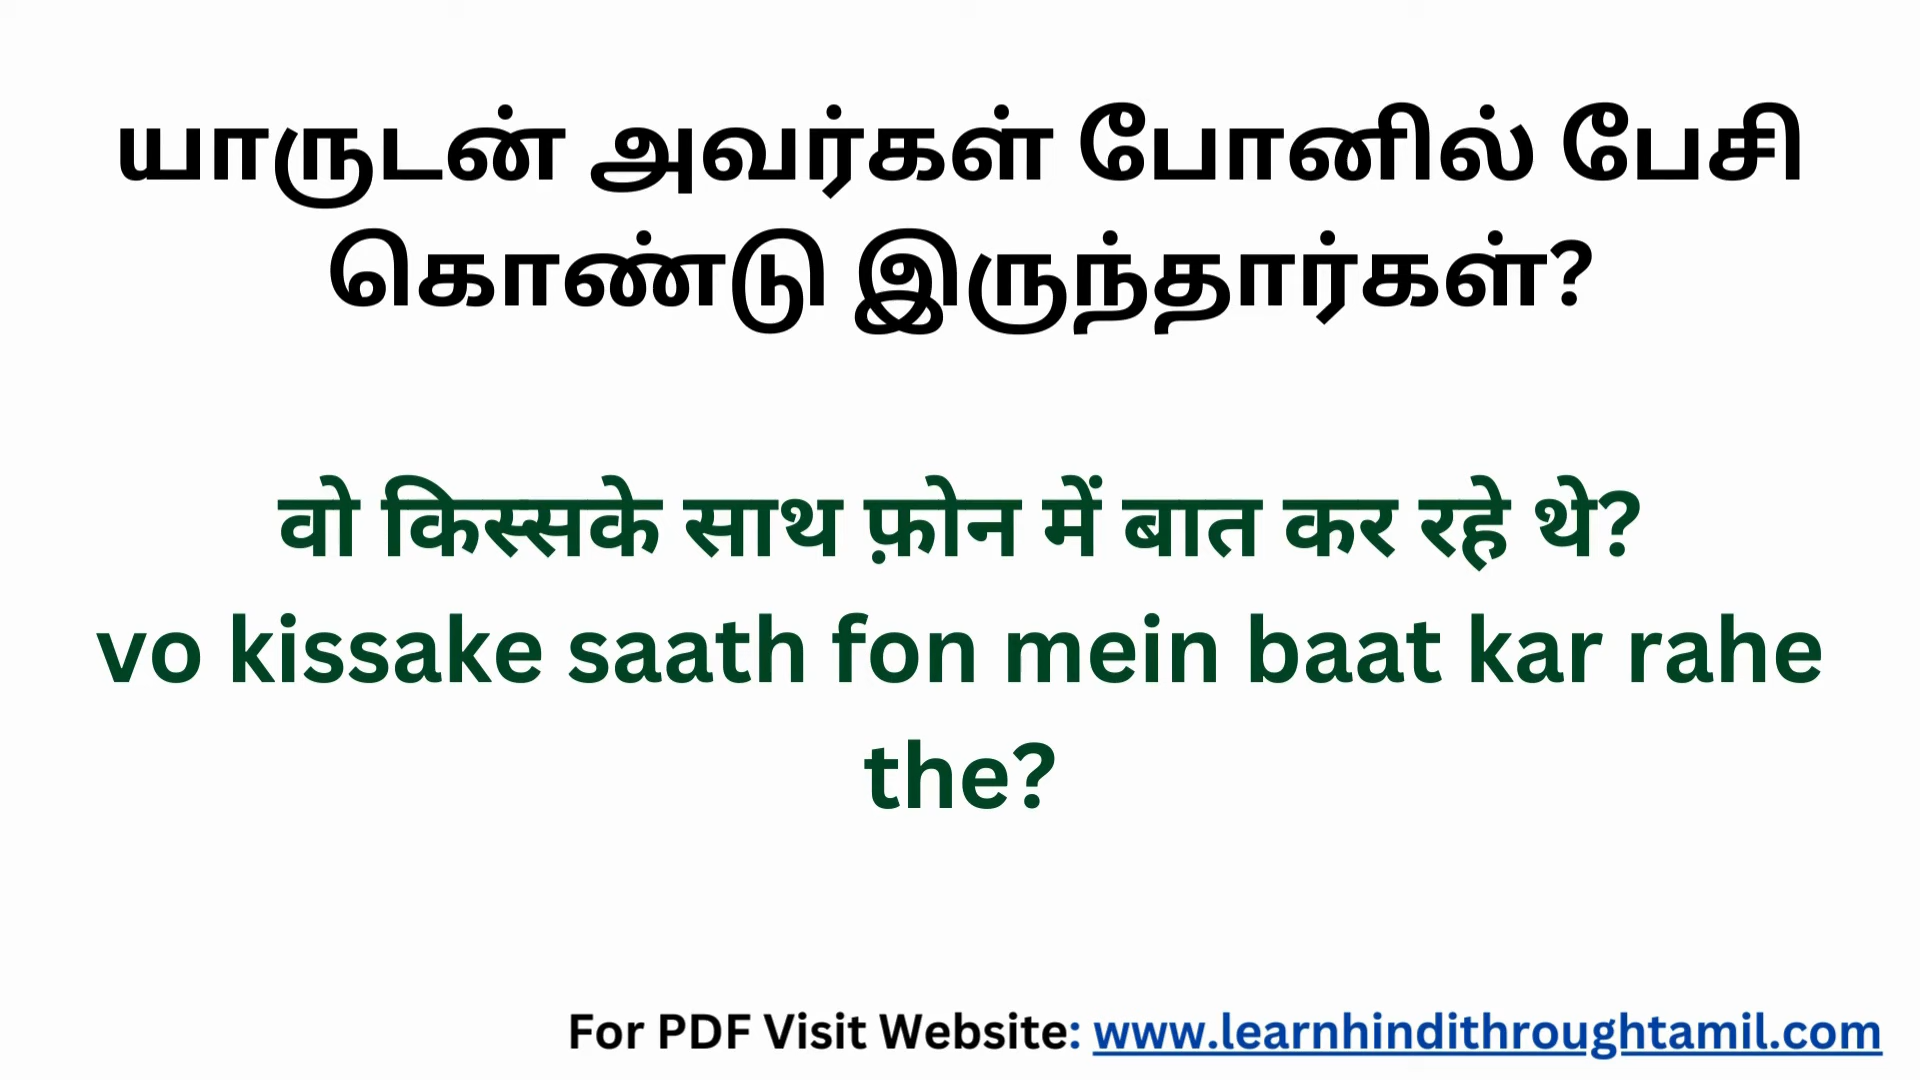 யாருடன் அவர்கள் போனில் பேசி
கொண்டு இருந்தார்கள்?
वो किस्सके साथ फ़ोन में बात कर रहे थे?
vo kissake saath fon mein baat kar rahe
the?
For PDF Visit Website: www.learnhindithroughtamil.com